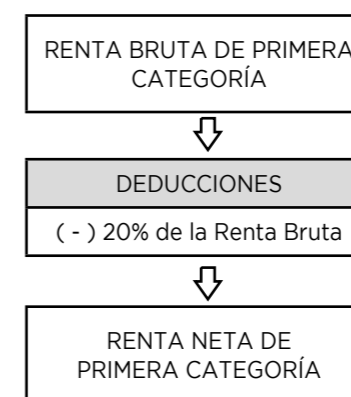 RENTA BRUTA DE PRIMERA
CATEGORÍA
DEDUCCIONES
( - ) 20% de la Renta Bruta
RENTA NETA DE
PRIMERA CATEGORÍA